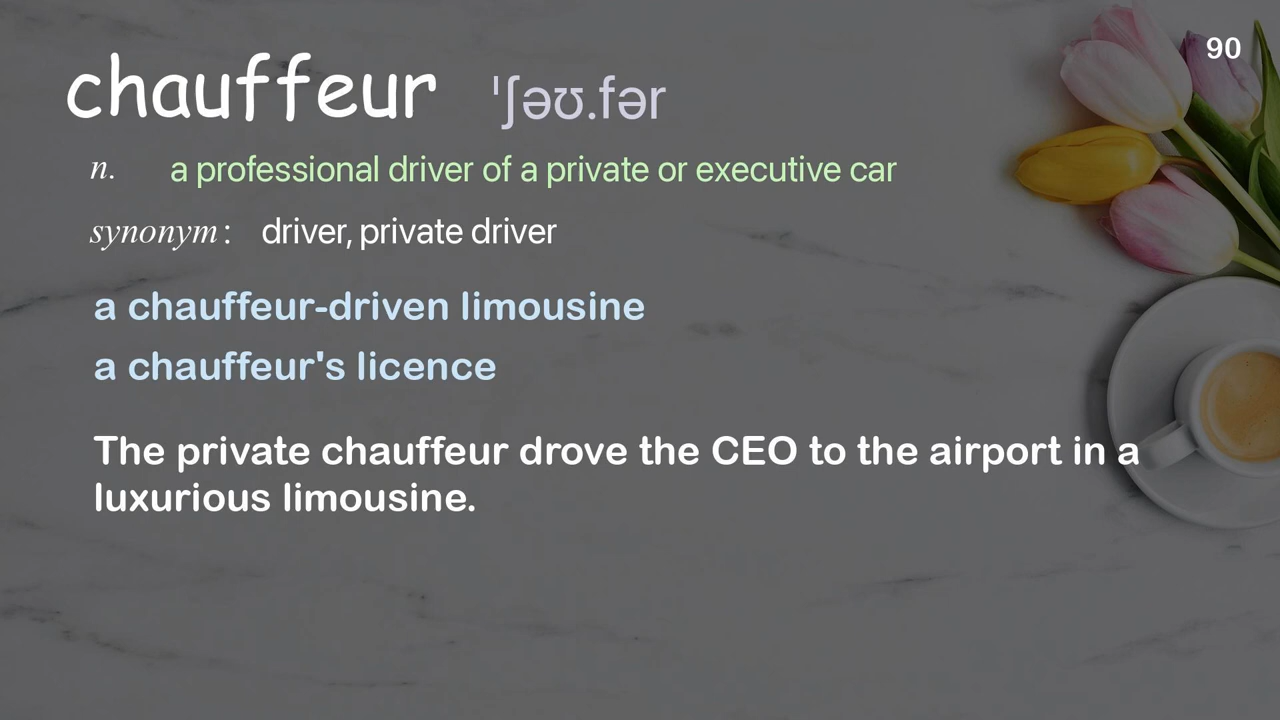 90
chauffeur ˈʃəʊ.fər
n. a professional driver of a private or executive car
synonym: driver, private driver
a chauffeur-driven limousine
a chauffeur's licence
The private chauffeur drove the CEO to the airport in a
luxurious limousine.